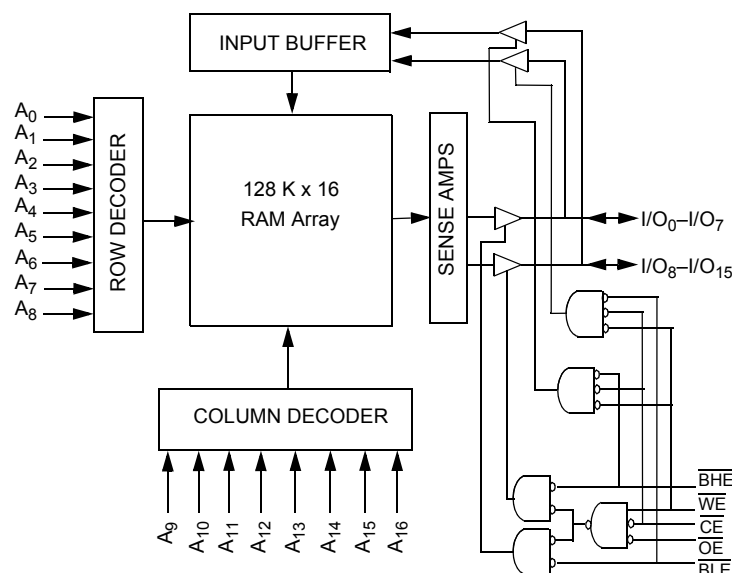 INPUT BUFFER
A0
A1
A2
A3
A4
A5
A6
A7
A8
ROW DECODER
128 K x 16
RAM Array
SENSE AMPS
I/O0–I/O7
I/O8–I/O15
COLUMN DECODER
A9
A10
A11
A12
A13
A14
A15
A16
BHE
WE
CE
OE
BLE